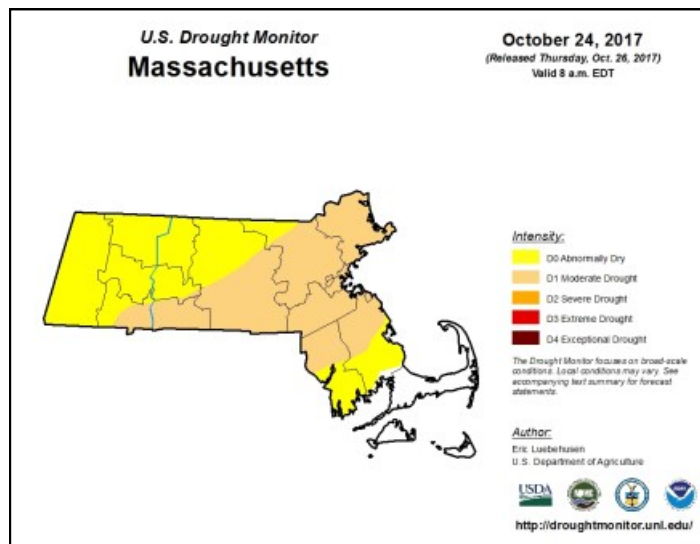 U.S. Drought Monitor
Massachusetts
October 24, 2017
(Released Thursday, Oct. 26, 2017)
Valid 8 a.m. EDT
Intensity:
D0 Abnormally Dry
D1 Moderate Drought
D2 Severe Drought
D3 Extreme Drought
D4 Exceptional Drought
The Drought Monitor focuses on broad-scale
conditions. Local conditions may vary. See
accompanying text summary for forecast
statements.
Author:
Eric Luebehusen
U.S. Department of Agriculture
USDA
http://droughtmonitor.unl.edu/